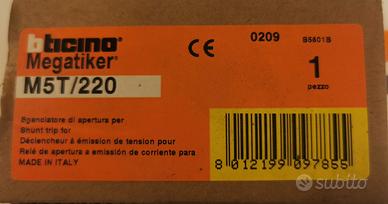 bticino
Megatiker®
M5T/220
CE
0209
B5601B
1
pezzo
Sganciatore di apertura per
Shunt trip for
Déclencheur à émission de tension pour
Relé de apertura a emisión de corriente para
MADE IN ITALY
8 012199 097855
subito